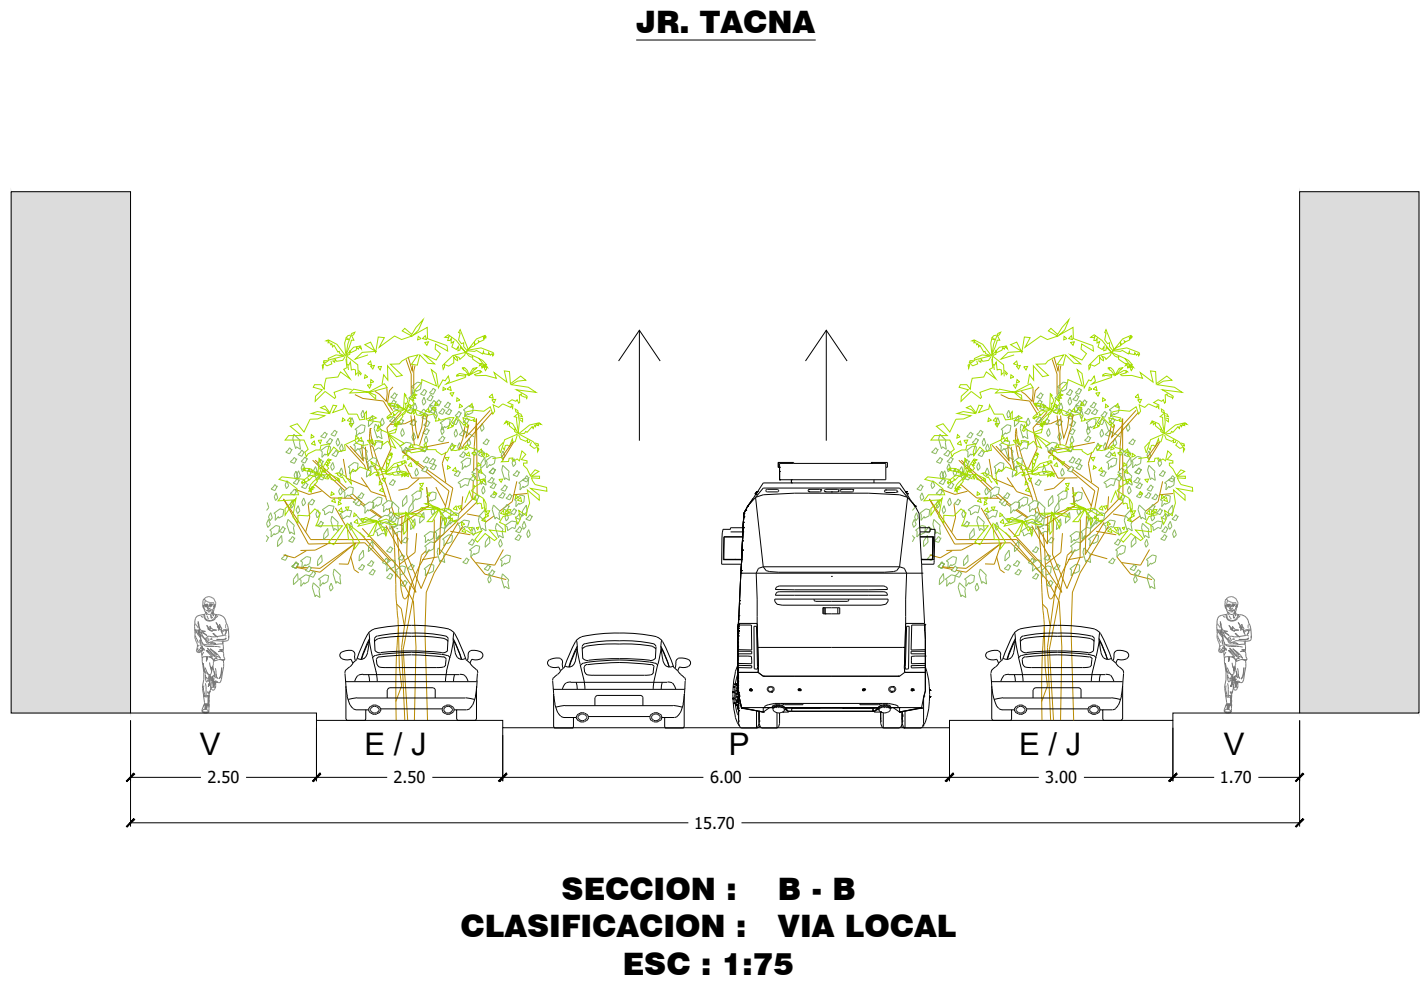 JR. TACNA
V E / J P E / J V
2.50 2.50 6.00 3.00 1.70
15.70
SECCION : B - B
CLASIFICACION : VIA LOCAL
ESC : 1:75